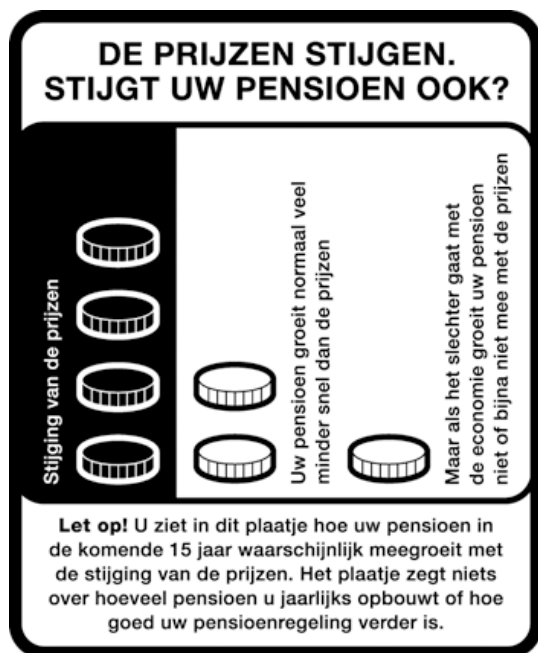 DE PRIJZEN STIJGEN.
STIJGT UW PENSIOEN OOK?
Stijging van de prijzen
Uw pensioen groeit normaal veel
minder snel dan de prijzen
Maar als het slechter gaat met
de economie groeit uw pensioen
niet of bijna niet mee met de prijzen
Let op! U ziet in dit plaatje hoe uw pensioen in
de komende 15 jaar waarschijnlijk meegroeit met
de stijging van de prijzen. Het plaatje zegt niets
over hoeveel pensioen u jaarlijks opbouwt of hoe
goed uw pensioenregeling verder is.